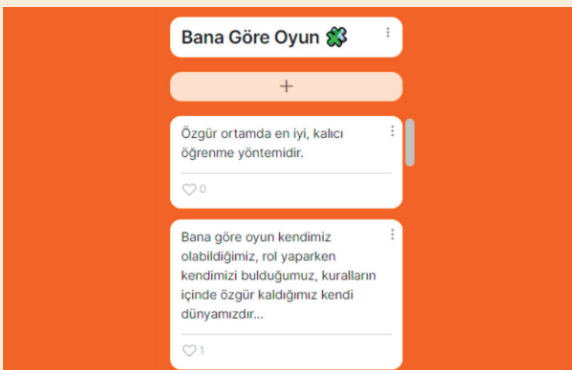 Bana Göre Oyun
+
Özgür ortamda en iyi, kalıcı
öğrenme yöntemidir.
0
Bana göre oyun kendimiz
olabildiğimiz, rol yaparken
kendimizi bulduğumuz, kuralların
içinde özgür kaldığımız kendi
dünyamızdır...
1